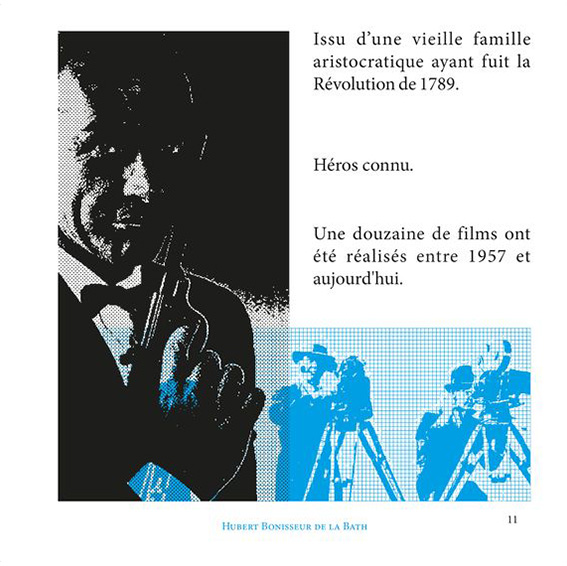 Issu d’une vieille famille
aristocratique ayant fuit la
Révolution de 1789.
Héros connu.
Une douzaine de films ont
été réalisés entre 1957 et
aujourd'hui.
Hubert Bonisseur de la Bath
11